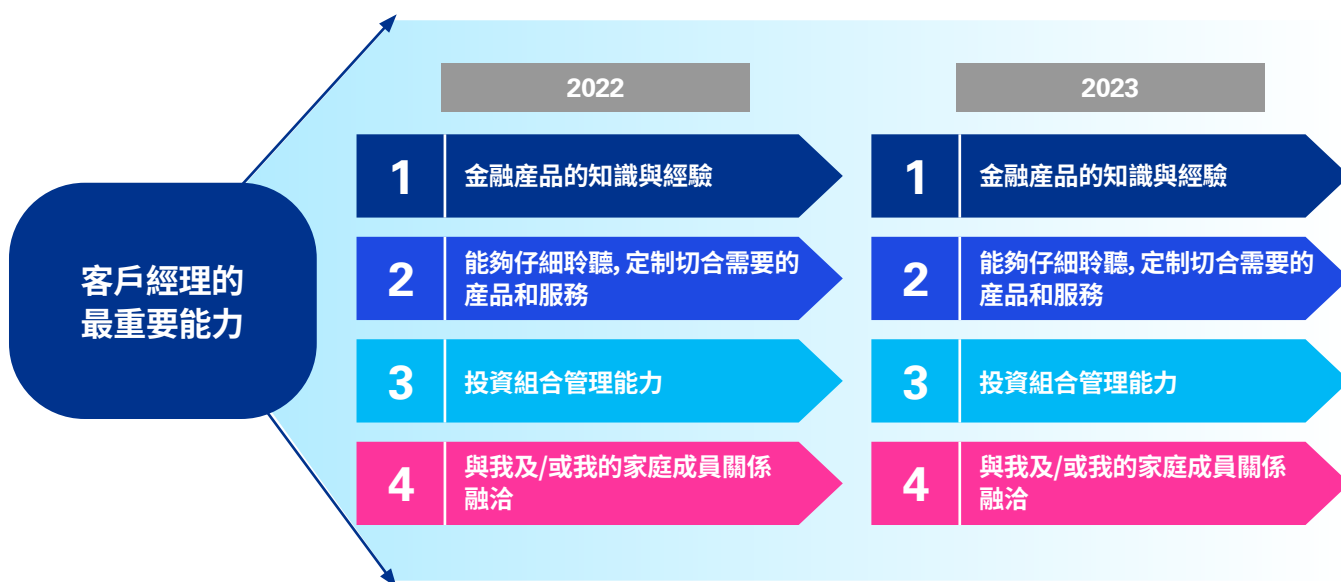 客戶經理的
最重要能力
2022
1
金融産品的知識與經驗
2
能夠仔細聆聽, 定制切合需要的
産品和服務
3
投資組合管理能力
4
與我及/或我的家庭成員關係
融洽
2023
1
金融産品的知識與經驗
2
能夠仔細聆聽, 定制切合需要的
産品和服務
3
投資組合管理能力
4
與我及/或我的家庭成員關係
融洽